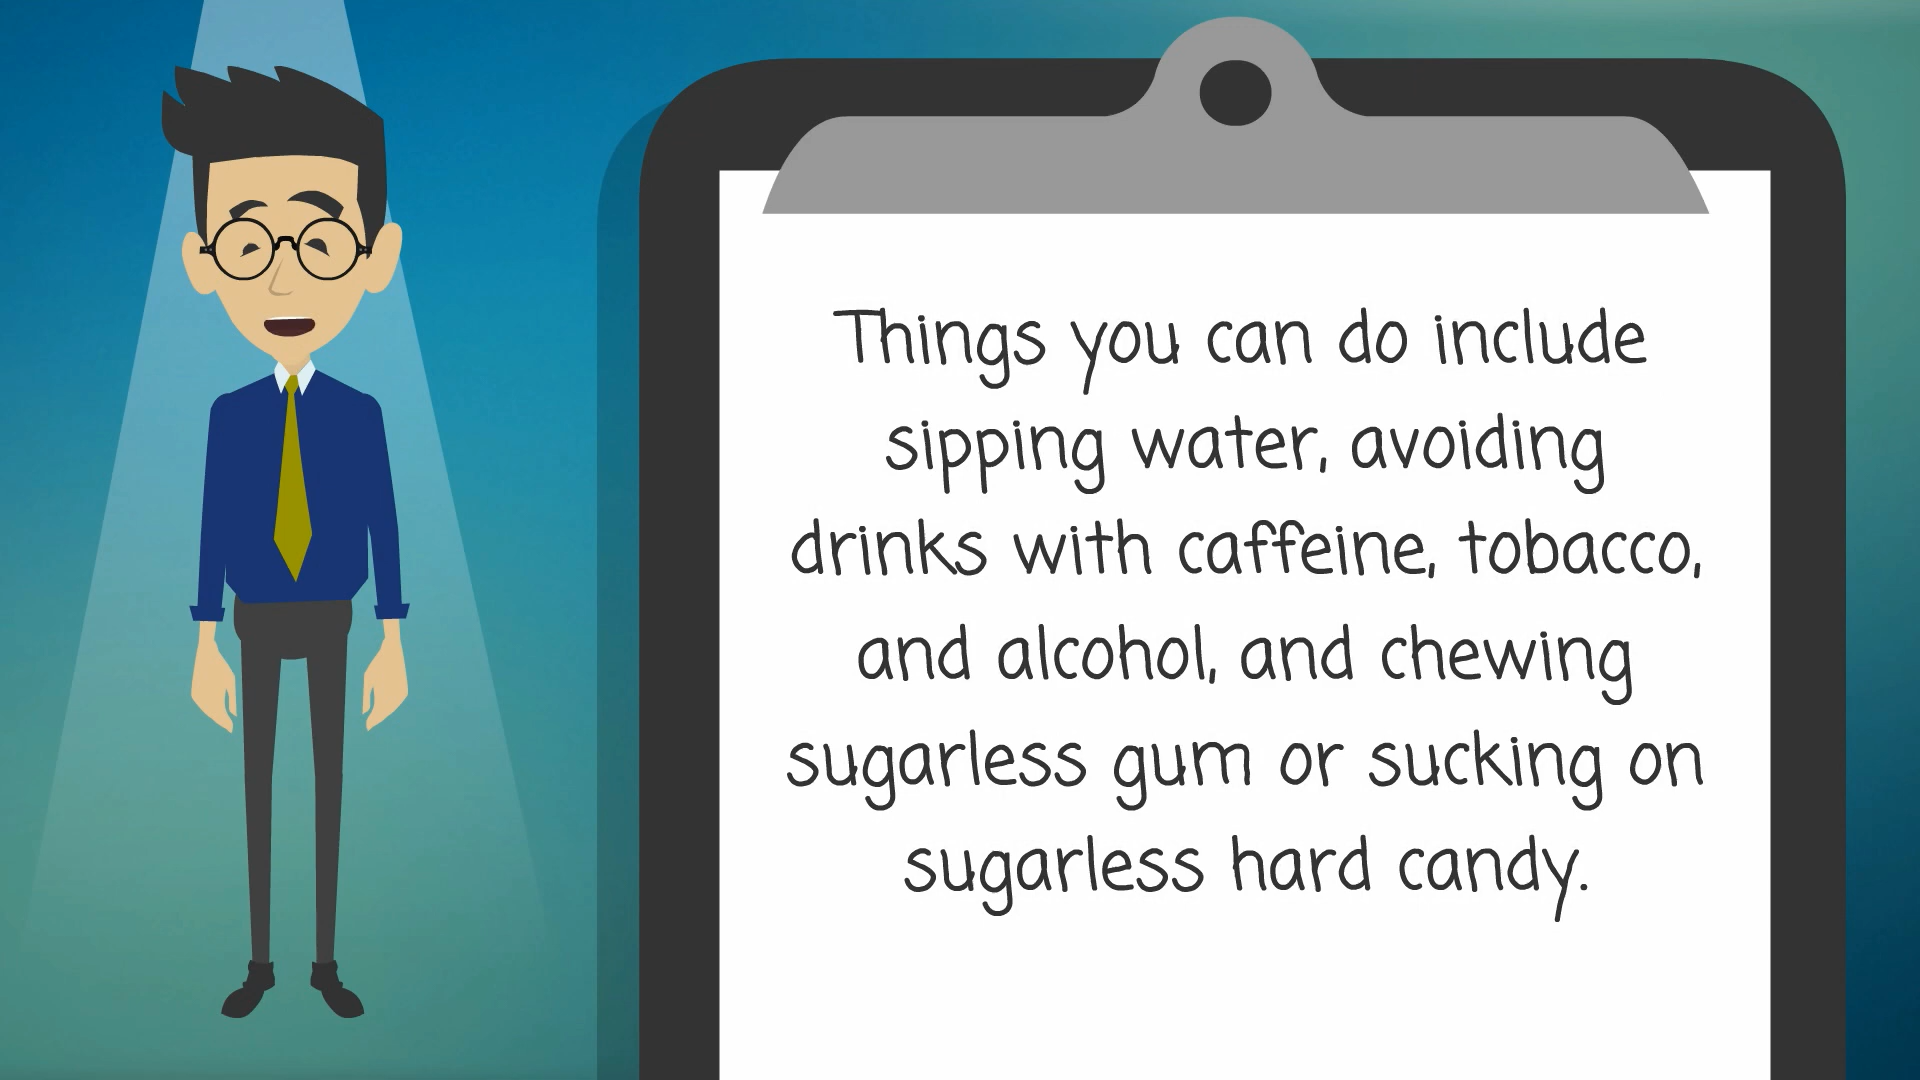 Things you can do include
sipping water, avoiding
drinks with caffeine, tobacco,
and alcohol, and chewing
sugarless gum or sucking on
sugarless hard candy.